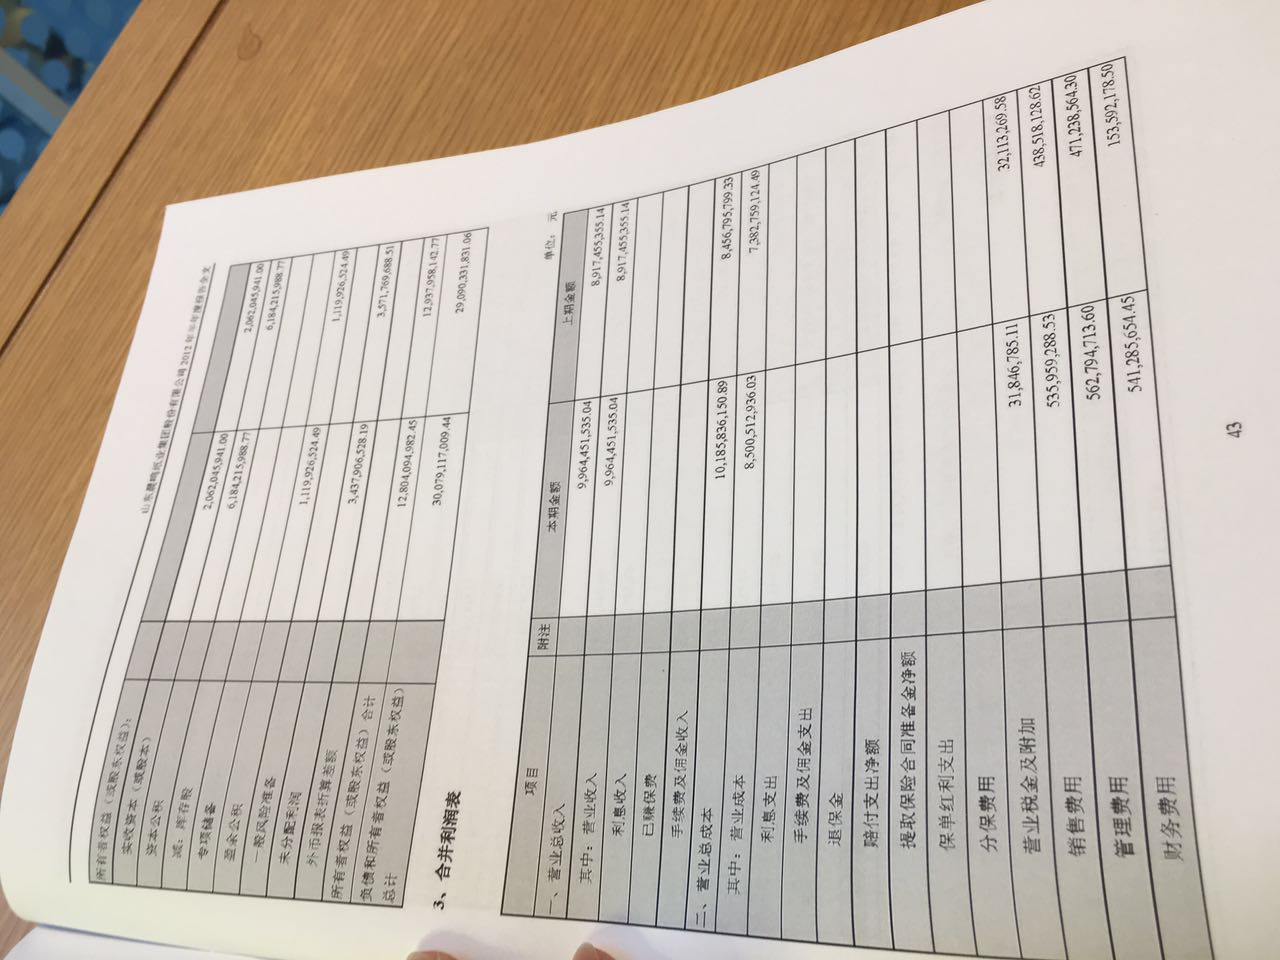 山东晨鸣纸业集团股份有限公司 2012 年半年度报告全文
所有者权益（或股东权益）：
实收资本（或股本） 2,062,045,941.00 2,062,045,941.00
资本公积 6,184,215,988.77 6,184,215,988.77
减：库存股
专项储备
盈余公积 1,119,926,524.49 1,119,926,524.49
一般风险准备
未分配利润 3,437,906,528.19 3,571,769,688.51
外币报表折算差额
所有者权益（或股东权益）合计 12,804,094,982.45 12,937,958,142.77
负债和所有者权益（或股东权益） 30,079,117,009.44 29,090,331,831.06
总计
3、合并利润表
单位： 元
项目 附注 本期金额 上期金额
一、营业总收入 9,964,451,535.04 8,917,455,355.14
其中：营业收入 9,964,451,535.04 8,917,455,355.14
利息收入
已赚保费
手续费及佣金收入
二、营业总成本 10,185,836,150.89 8,456,795,799.33
其中：营业成本 8,500,512,936.03 7,382,759,124.49
利息支出
手续费及佣金支出
退保金
赔付支出净额
提取保险合同准备金净额
保单红利支出
分保费用
营业税金及附加 31,846,785.11 32,113,269.58
销售费用 535,959,288.53 438,518,128.62
管理费用 562,794,713.60 471,238,564.30
财务费用 541,285,654.45 153,592,178.50
43